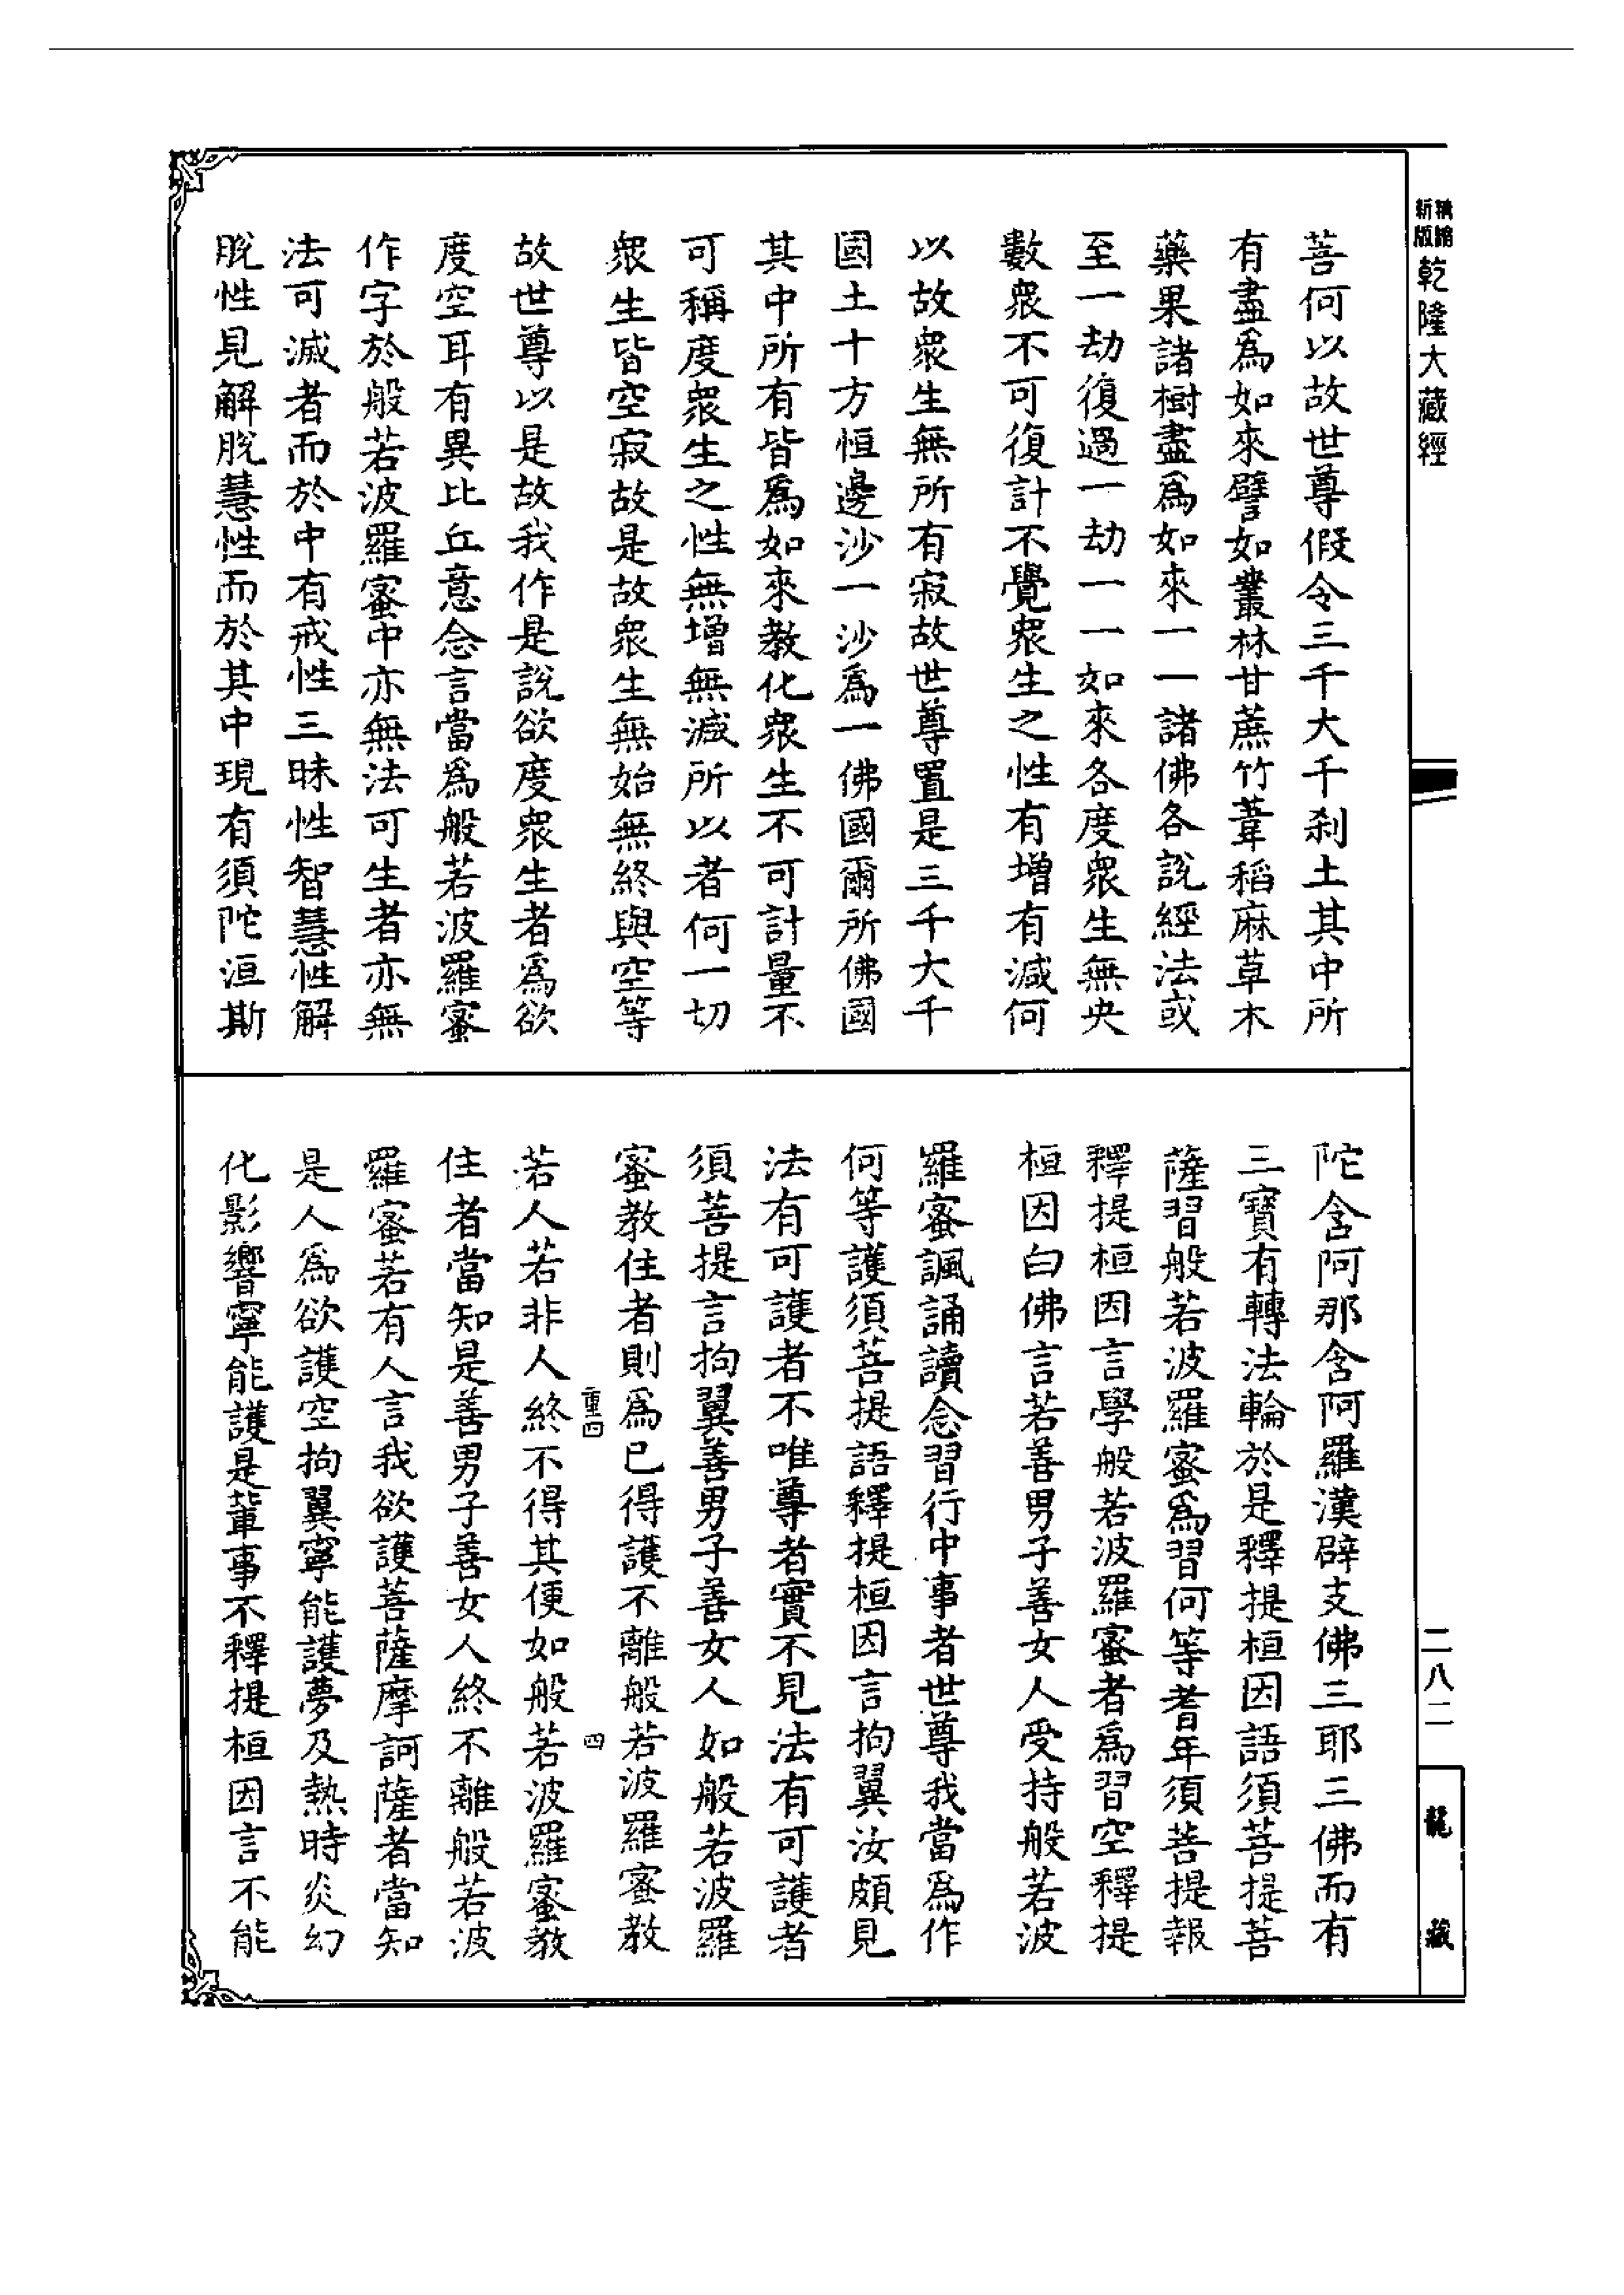 新版
精縮
乾隆大藏經
菩何以故世尊假令三千大千刹土其中所
有盡爲如來譬如叢林甘蔗竹葦稻麻草木
藥果諸樹盡爲如來一一諸佛各說經法或
至一劫復過一劫一一如來各度衆生無央
數衆不可復計不覺衆生之性有增有減何
以故衆生無所有寂故世尊置是三千大千
國土十方恒邊沙一沙爲一佛國爾所佛國
其中所有皆爲如來教化衆生不可計量不
可稱度衆生之性無增無減所以者何一切
衆生皆空寂故是故衆生無始無終與空等
故世尊以是故我作是說欲度衆生者爲欲
度空耳有異比丘意念言當爲般若波羅蜜
作字於般若波羅蜜中亦無法可生者亦無
法可滅者而於中有戒性三昧性智慧性解
脫性見解脫慧性而於其中現有須陀洹斯
陀含阿那含阿羅漢辟支佛三耶三佛而有
三寶有轉法輪於是釋提桓因語須菩提菩
薩習般若波羅蜜爲習何等耆年須菩提報
釋提桓因言學般若波羅蜜者爲習空釋提
桓因白佛言若善男子善女人受持般若波
羅蜜諷誦讀念習行中事者世尊我當爲作
何等護須菩提語釋提桓因言拘翼汝頗見
法有可護者不唯尊者實不見法有可護者
須菩提言拘翼善男子善女人如般若波羅
蜜教住者則爲已得護不離般若波羅蜜教
重四
四
若人若非人終不得其便如般若波羅蜜教
住者當知是善男子善女人終不離般若波
羅蜜若有人言我欲護菩薩摩訶薩者當知
是人爲欲護空拘翼寧能護夢及熱時炎幻
化影響寧能護是輩事不釋提桓因言不能
二八二
龍藏